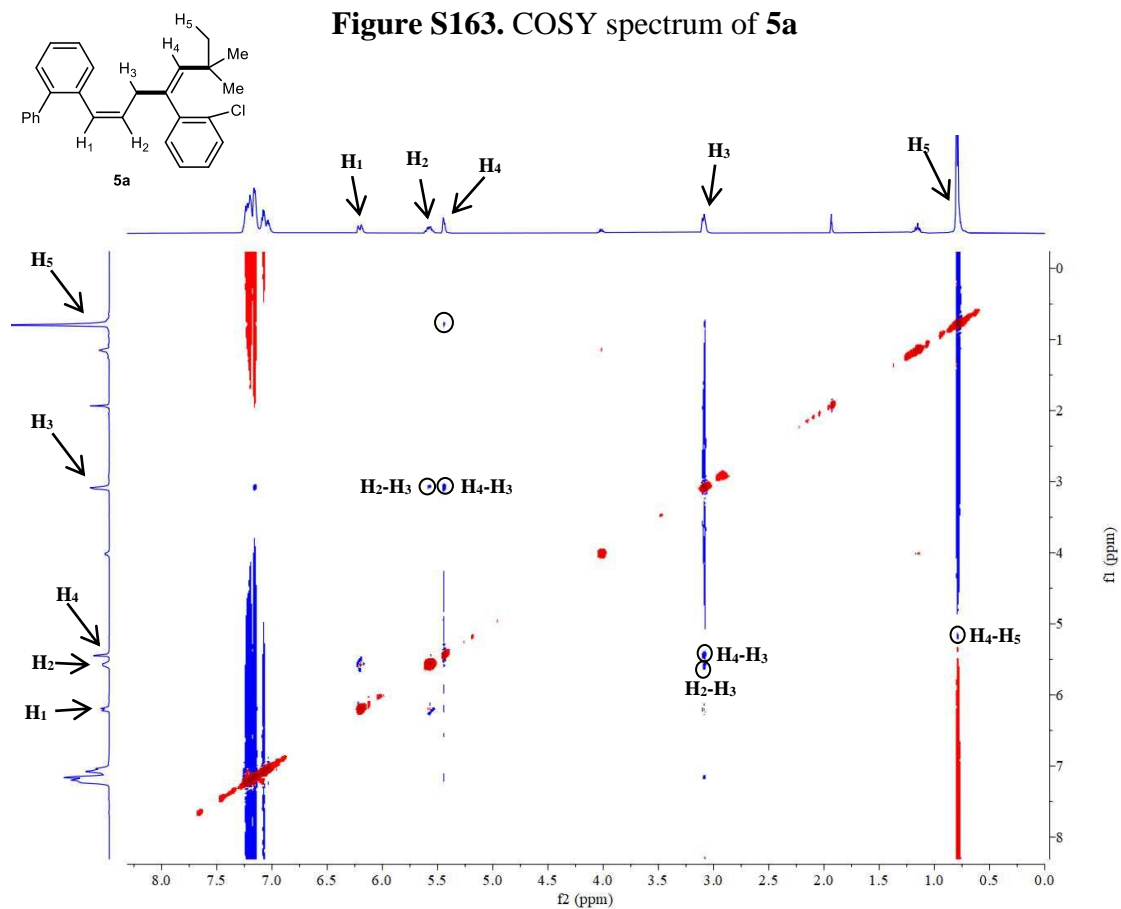 Figure S163. COSY spectrum of 5a
H5
H4
Me
H3
Me
Ph
Cl
H1
H2
5a
H1
H2
H4
H3
H5
H5
H3
H4
H2
H1
H2-H3
H4-H3
H4-H5
H4-H3
H2-H3
0
1
2
3
4
5
6
7
8
f1 (ppm)
8.0 7.5 7.0 6.5 6.0 5.5 5.0 4.5 4.0 3.5 3.0 2.5 2.0 1.5 1.0 0.5 0.0
f2 (ppm)